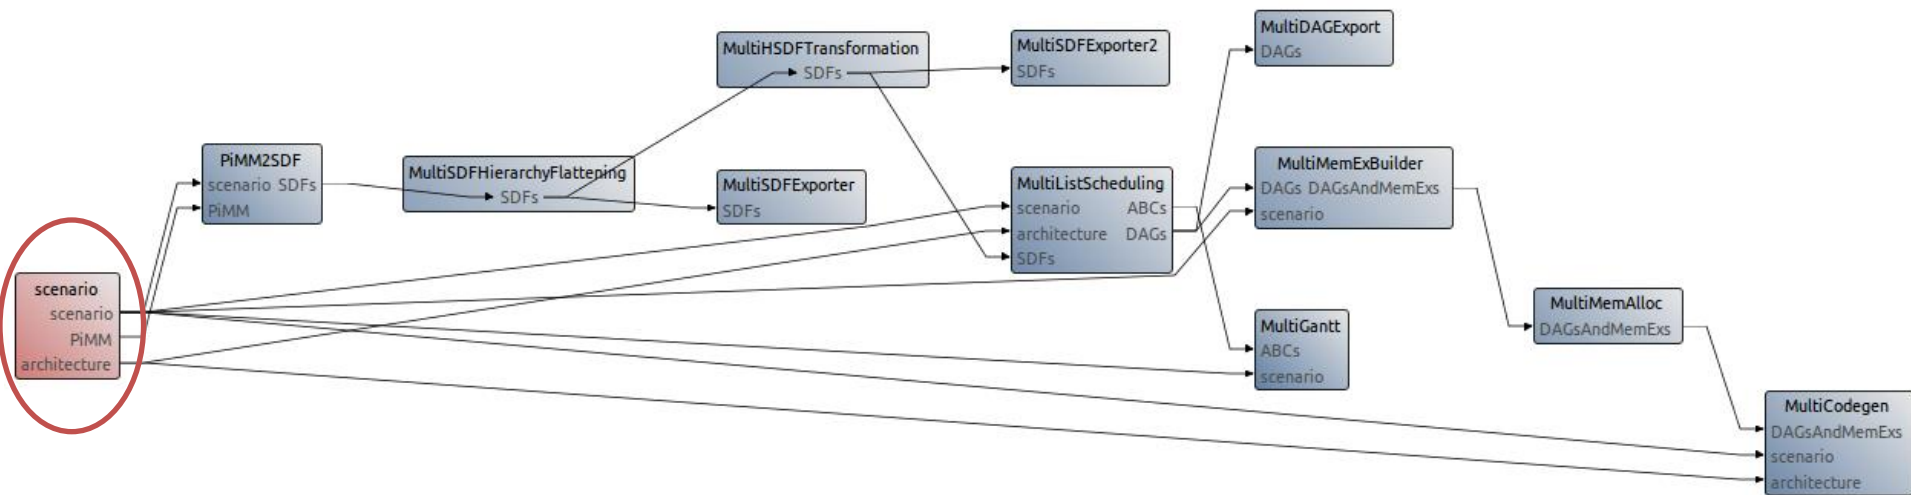 scenario
scenario
PiMM
architecture
PiMM2SDF
scenario SDFs
PiMM
MultiSDFHierarchyFlattening
SDFs
MultiHSDFTransformation
SDFs
MultiSDFExporter
SDFs
MultiSDFExporter2
SDFs
MultiListScheduling
scenario ABCs
architecture DAGs
SDFs
MultiDAGExport
DAGs
MultiMemExBuilder
DAGs DAGsAndMemExs
scenario
MultiGantt
ABCs
scenario
MultiMemAlloc
DAGsAndMemExs
MultiCodegen
DAGsAndMemExs
scenario
architecture